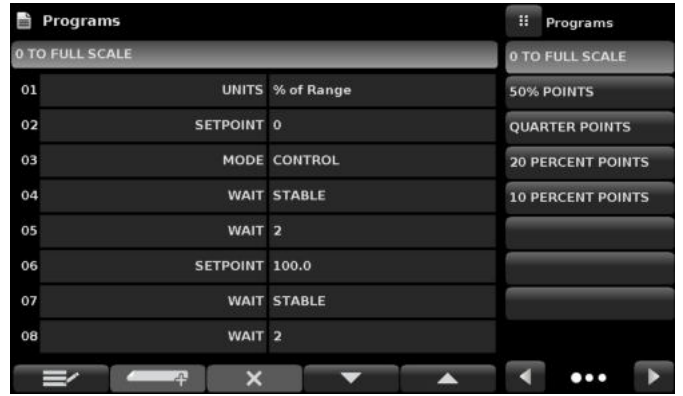 Programs
0 TO FULL SCALE
01 UNITS % of Range
02 SETPOINT 0
03 MODE CONTROL
04 WAIT STABLE
05 WAIT 2
06 SETPOINT 100.0
07 WAIT STABLE
08 WAIT 2
Programs
0 TO FULL SCALE
50% POINTS
QUARTER POINTS
20 PERCENT POINTS
10 PERCENT POINTS